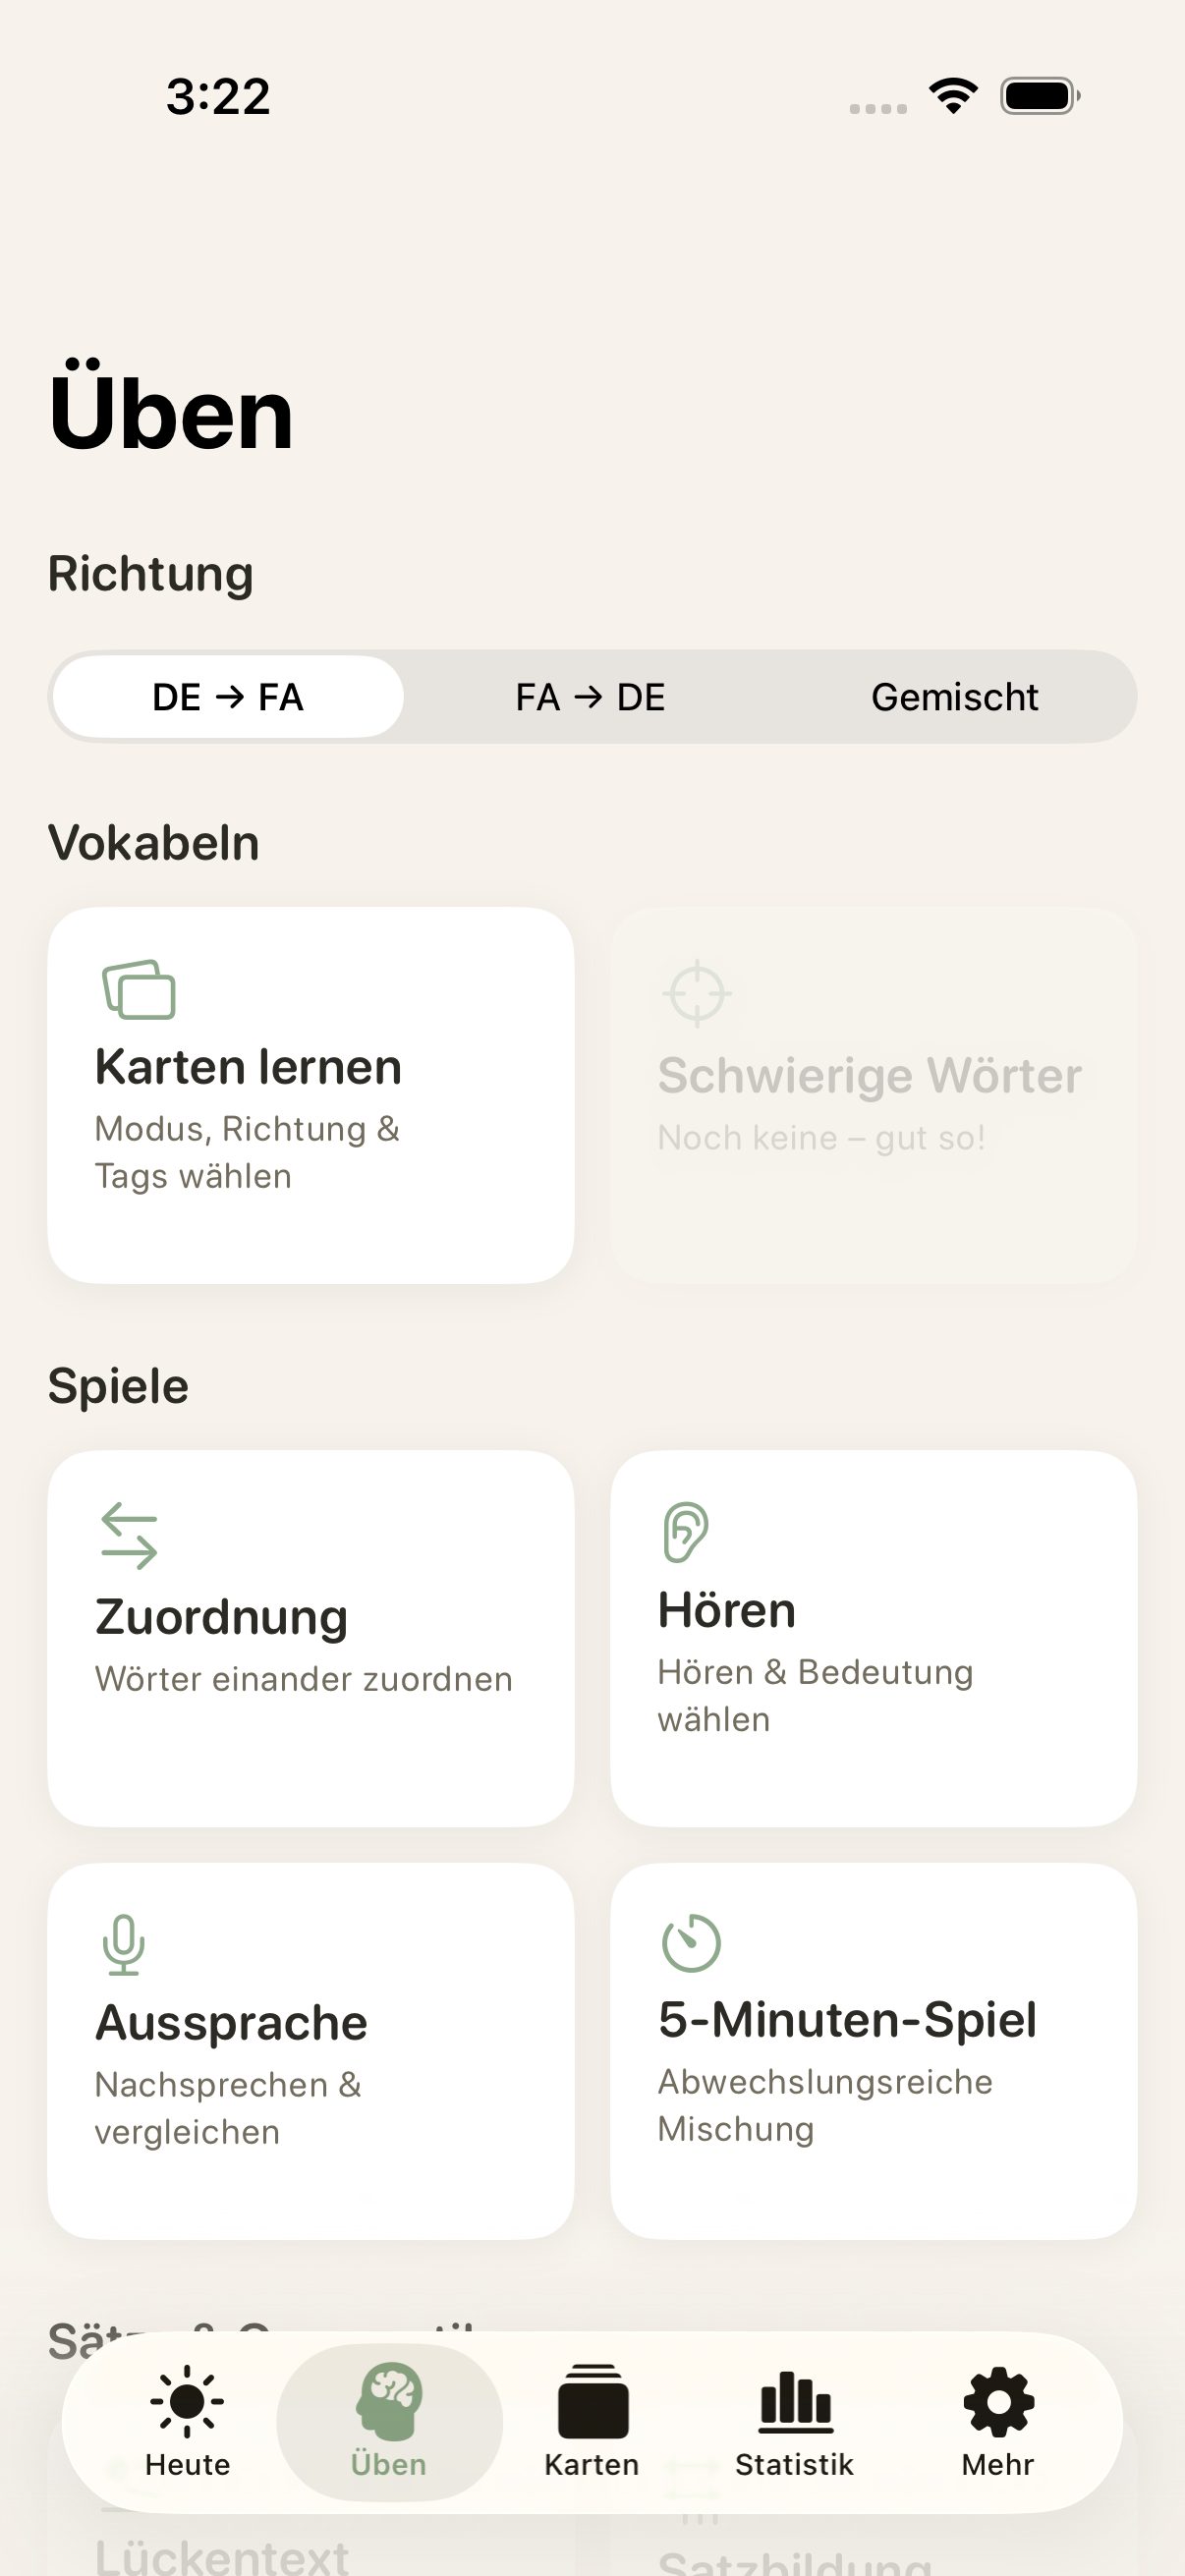 3:22
Üben
Richtung
DE → FA
FA → DE
Gemischt
Vokabeln
Karten lernen
Modus, Richtung &
Tags wählen
Schwierige Wörter
Noch keine – gut so!
Spiele
Zuordnung
Wörter einander zuordnen
Hören
Hören & Bedeutung
wählen
Aussprache
Nachsprechen &
vergleichen
5-Minuten-Spiel
Abwechslungsreiche
Mischung
Heute
Üben
Karten
Statistik
Mehr
Lückentext
Satzbildung